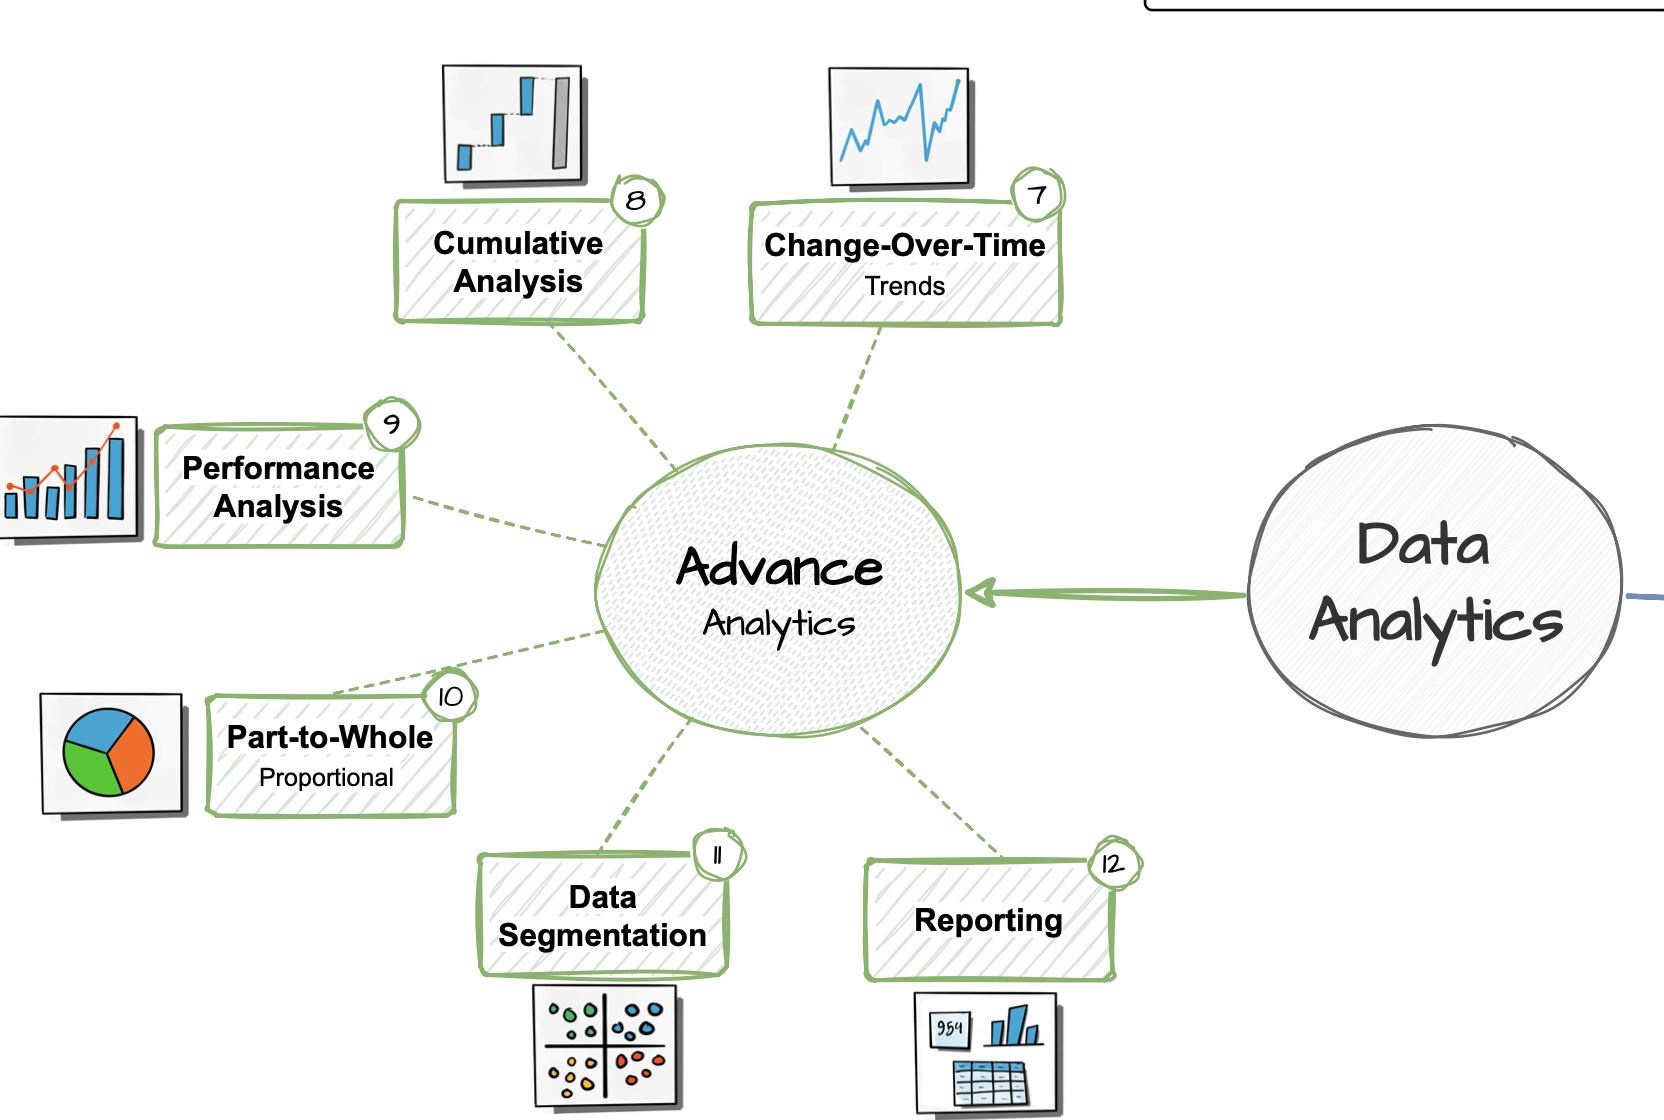 8
Cumulative
Analysis
7
Change-Over-Time
Trends
9
Performance
Analysis
Advance
Analytics
Data
Analytics
10
Part-to-Whole
Proportional
11
Data
Segmentation
12
Reporting
954